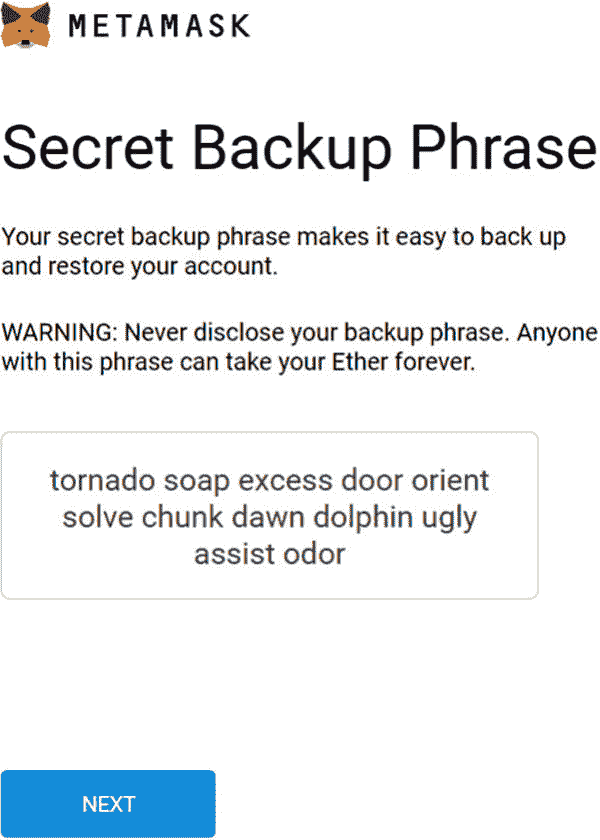 METAMASK
Secret Backup Phrase
Your secret backup phrase makes it easy to back up
and restore your account.
WARNING: Never disclose your backup phrase. Anyone
with this phrase can take your Ether forever.
tornado soap excess door orient
solve chunk dawn dolphin ugly
assist odor
NEXT